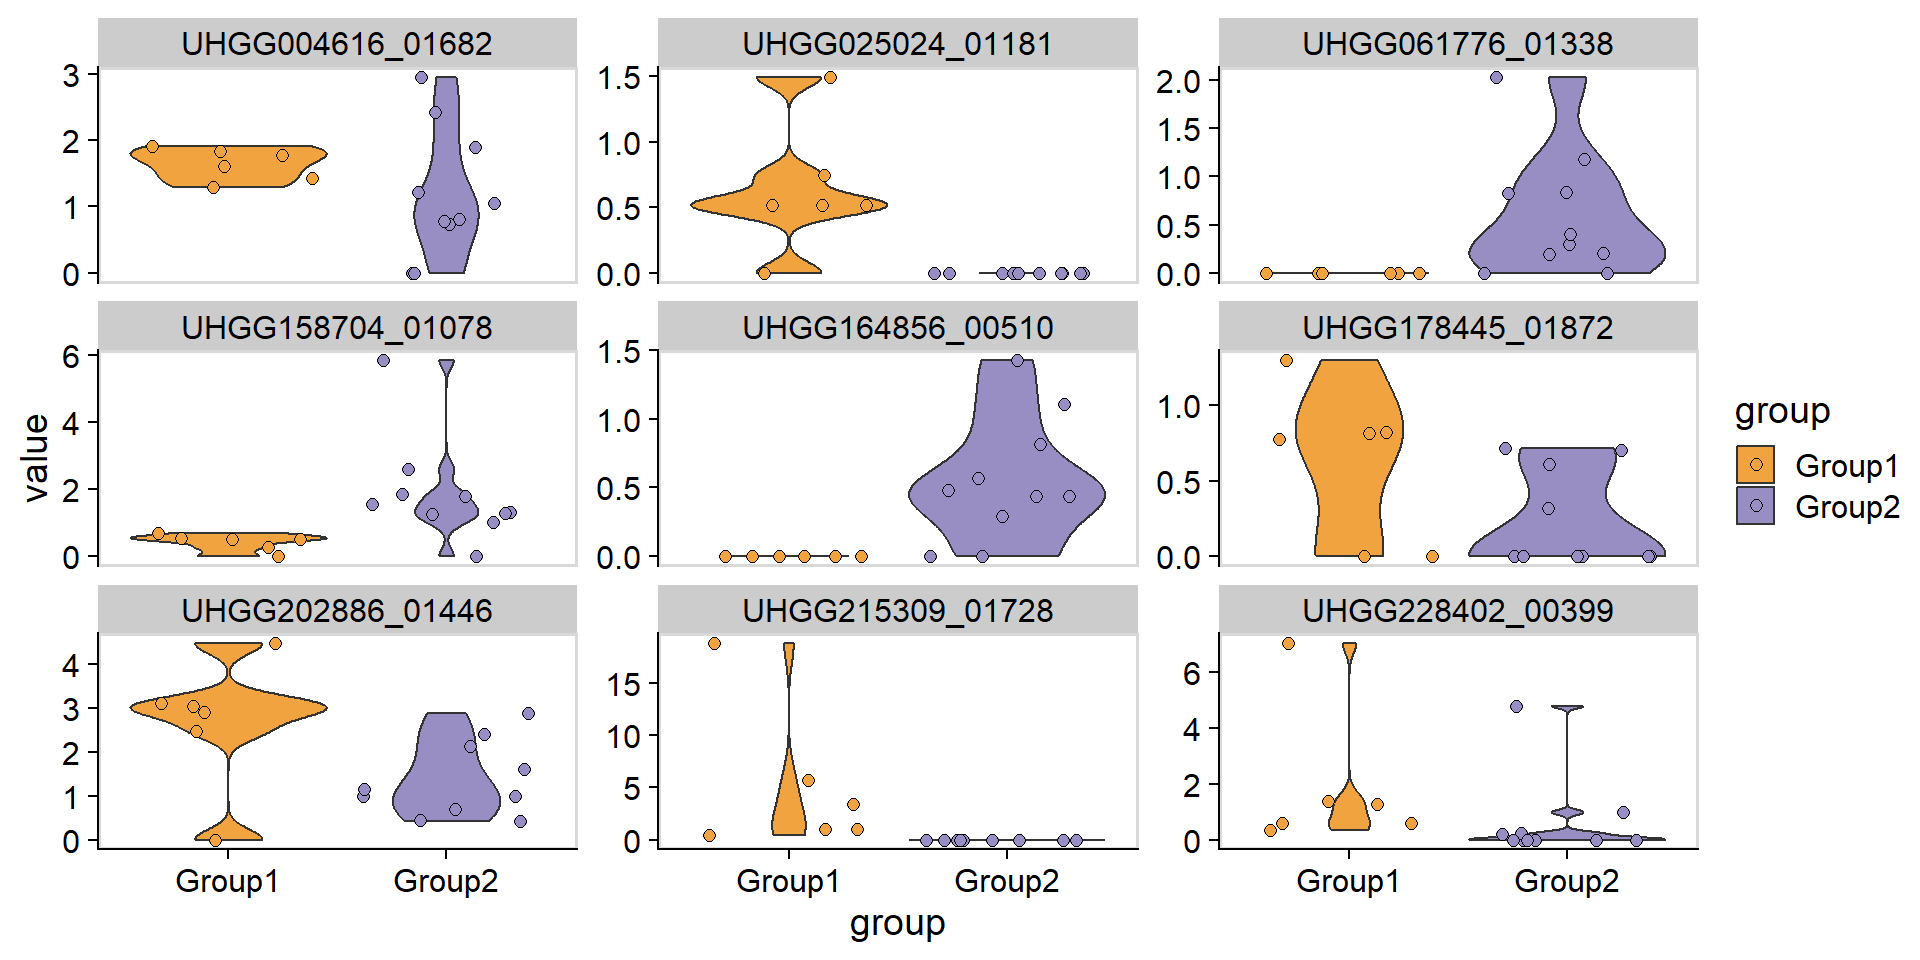 UHGG004616_01682 UHGG025024_01181 UHGG061776_01338
3 1.5 2.0
2 1.0 1.5
1 0.5 1.0
0 0.0 0.5
0.0
UHGG158704_01078 UHGG164856_00510 UHGG178445_01872
6 1.5 1.0
4 1.0 0.5
2 0.5 0.0
0 0.0
UHGG202886_01446 UHGG215309_01728 UHGG228402_00399
4 15 6
3 10 4
2 5 2
1 0 0
0
Group1 Group2 Group1 Group2 Group1 Group2
group
value
group
Group1
Group2